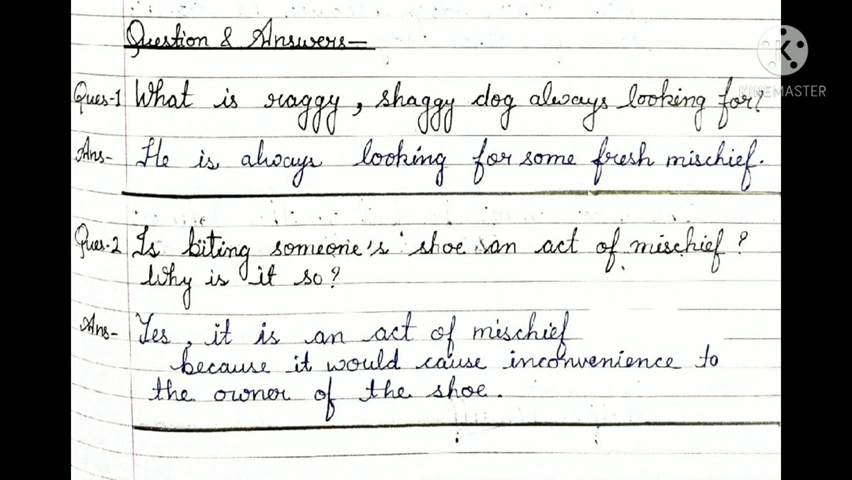 Question & Answers-
KINEMASTER
Ques-1 What is raggy, shaggy dog always looking for?
Ans- He is always looking for some fresh mischief.
Ques-2 Is biting someone's shoe an act of mischief?
Why is it so?
Ans- Yes, it is an act of mischief
because it would cause inconvenience to
the owner of the shoe.